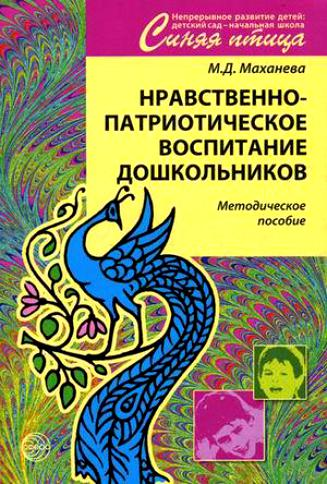 Непрерывное развитие детей:
детский сад – начальная школа
Синяя птица
М.Д. Маханева
НРАВСТВЕННО-
ПАТРИОТИЧЕСКОЕ
ВОСПИТАНИЕ
ДОШКОЛЬНИКОВ
Методическое
пособие